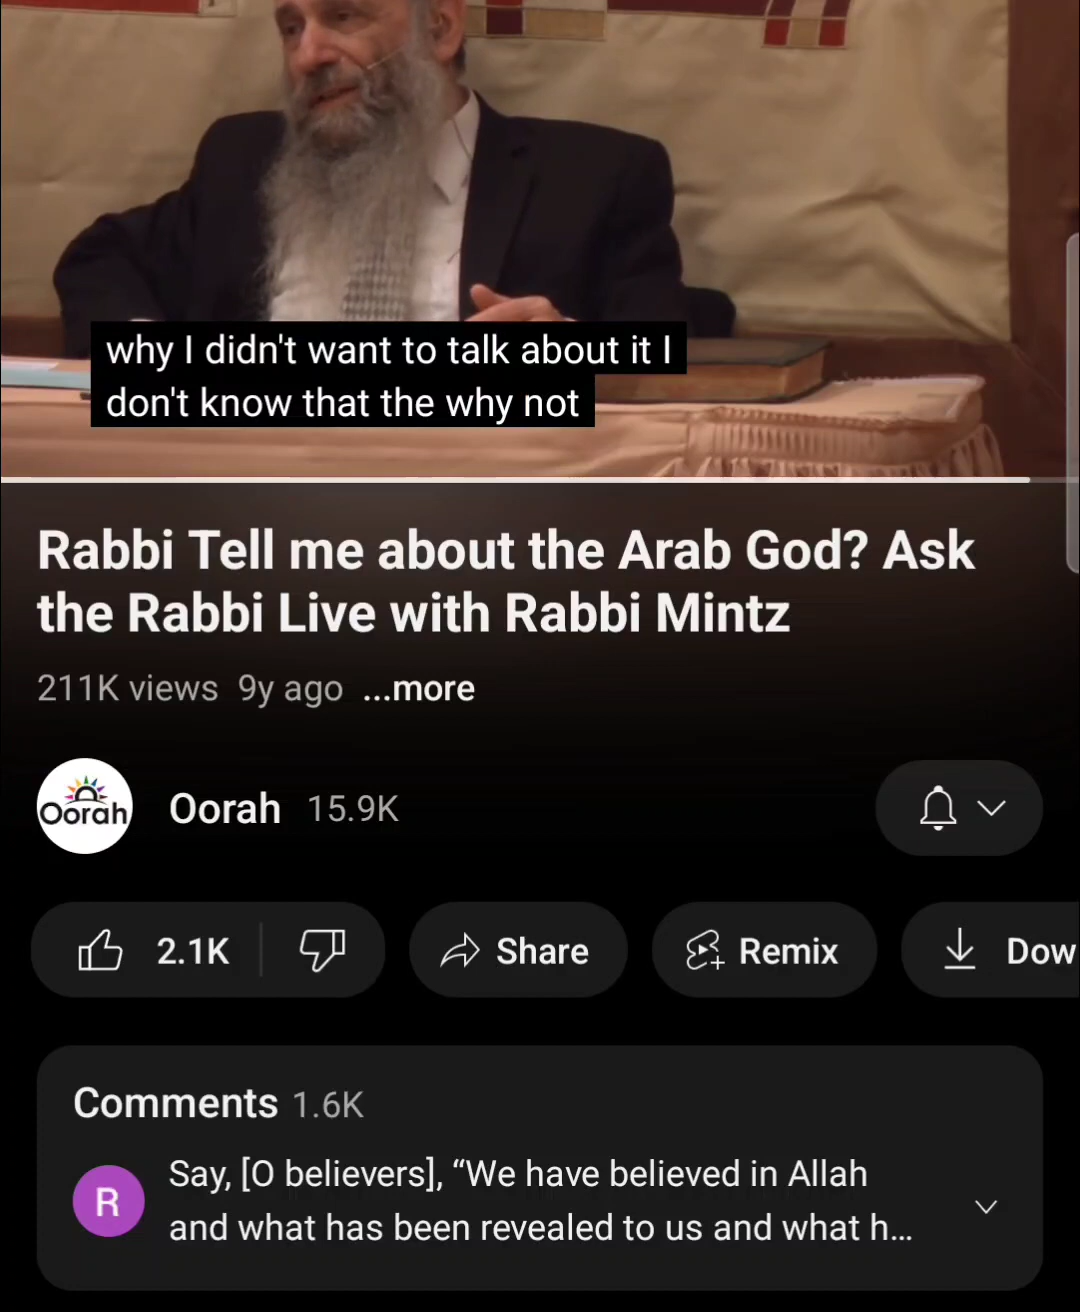 why I didn't want to talk about it I
don't know that the why not
Rabbi Tell me about the Arab God? Ask
the Rabbi Live with Rabbi Mintz
211K views 9y ago ...more
Oorah
Oorah 15.9K
2.1K Share Remix Dow
Comments 1.6K
R
Say, [O believers], “We have believed in Allah
and what has been revealed to us and what h...